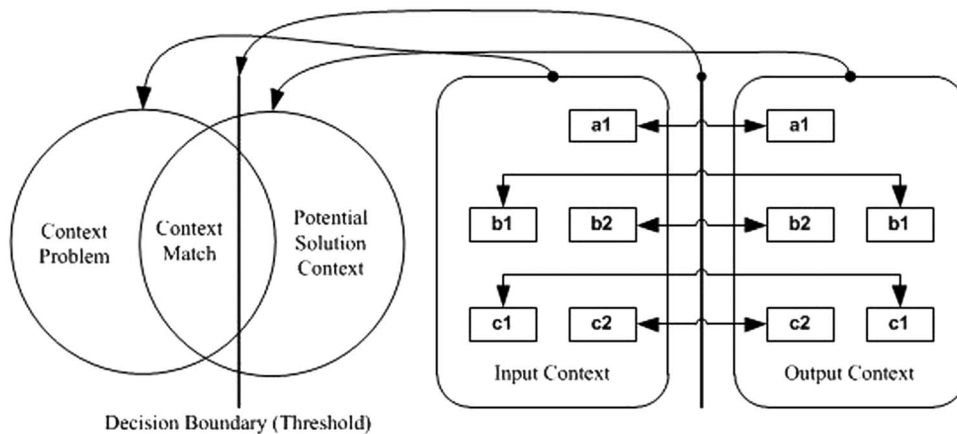 Context
Problem
Context
Match
Potential
Solution
Context
Decision Boundary (Threshold)
a1
b1 b2
c1 c2
Input Context
a1
b2 b1
c2 c1
Output Context